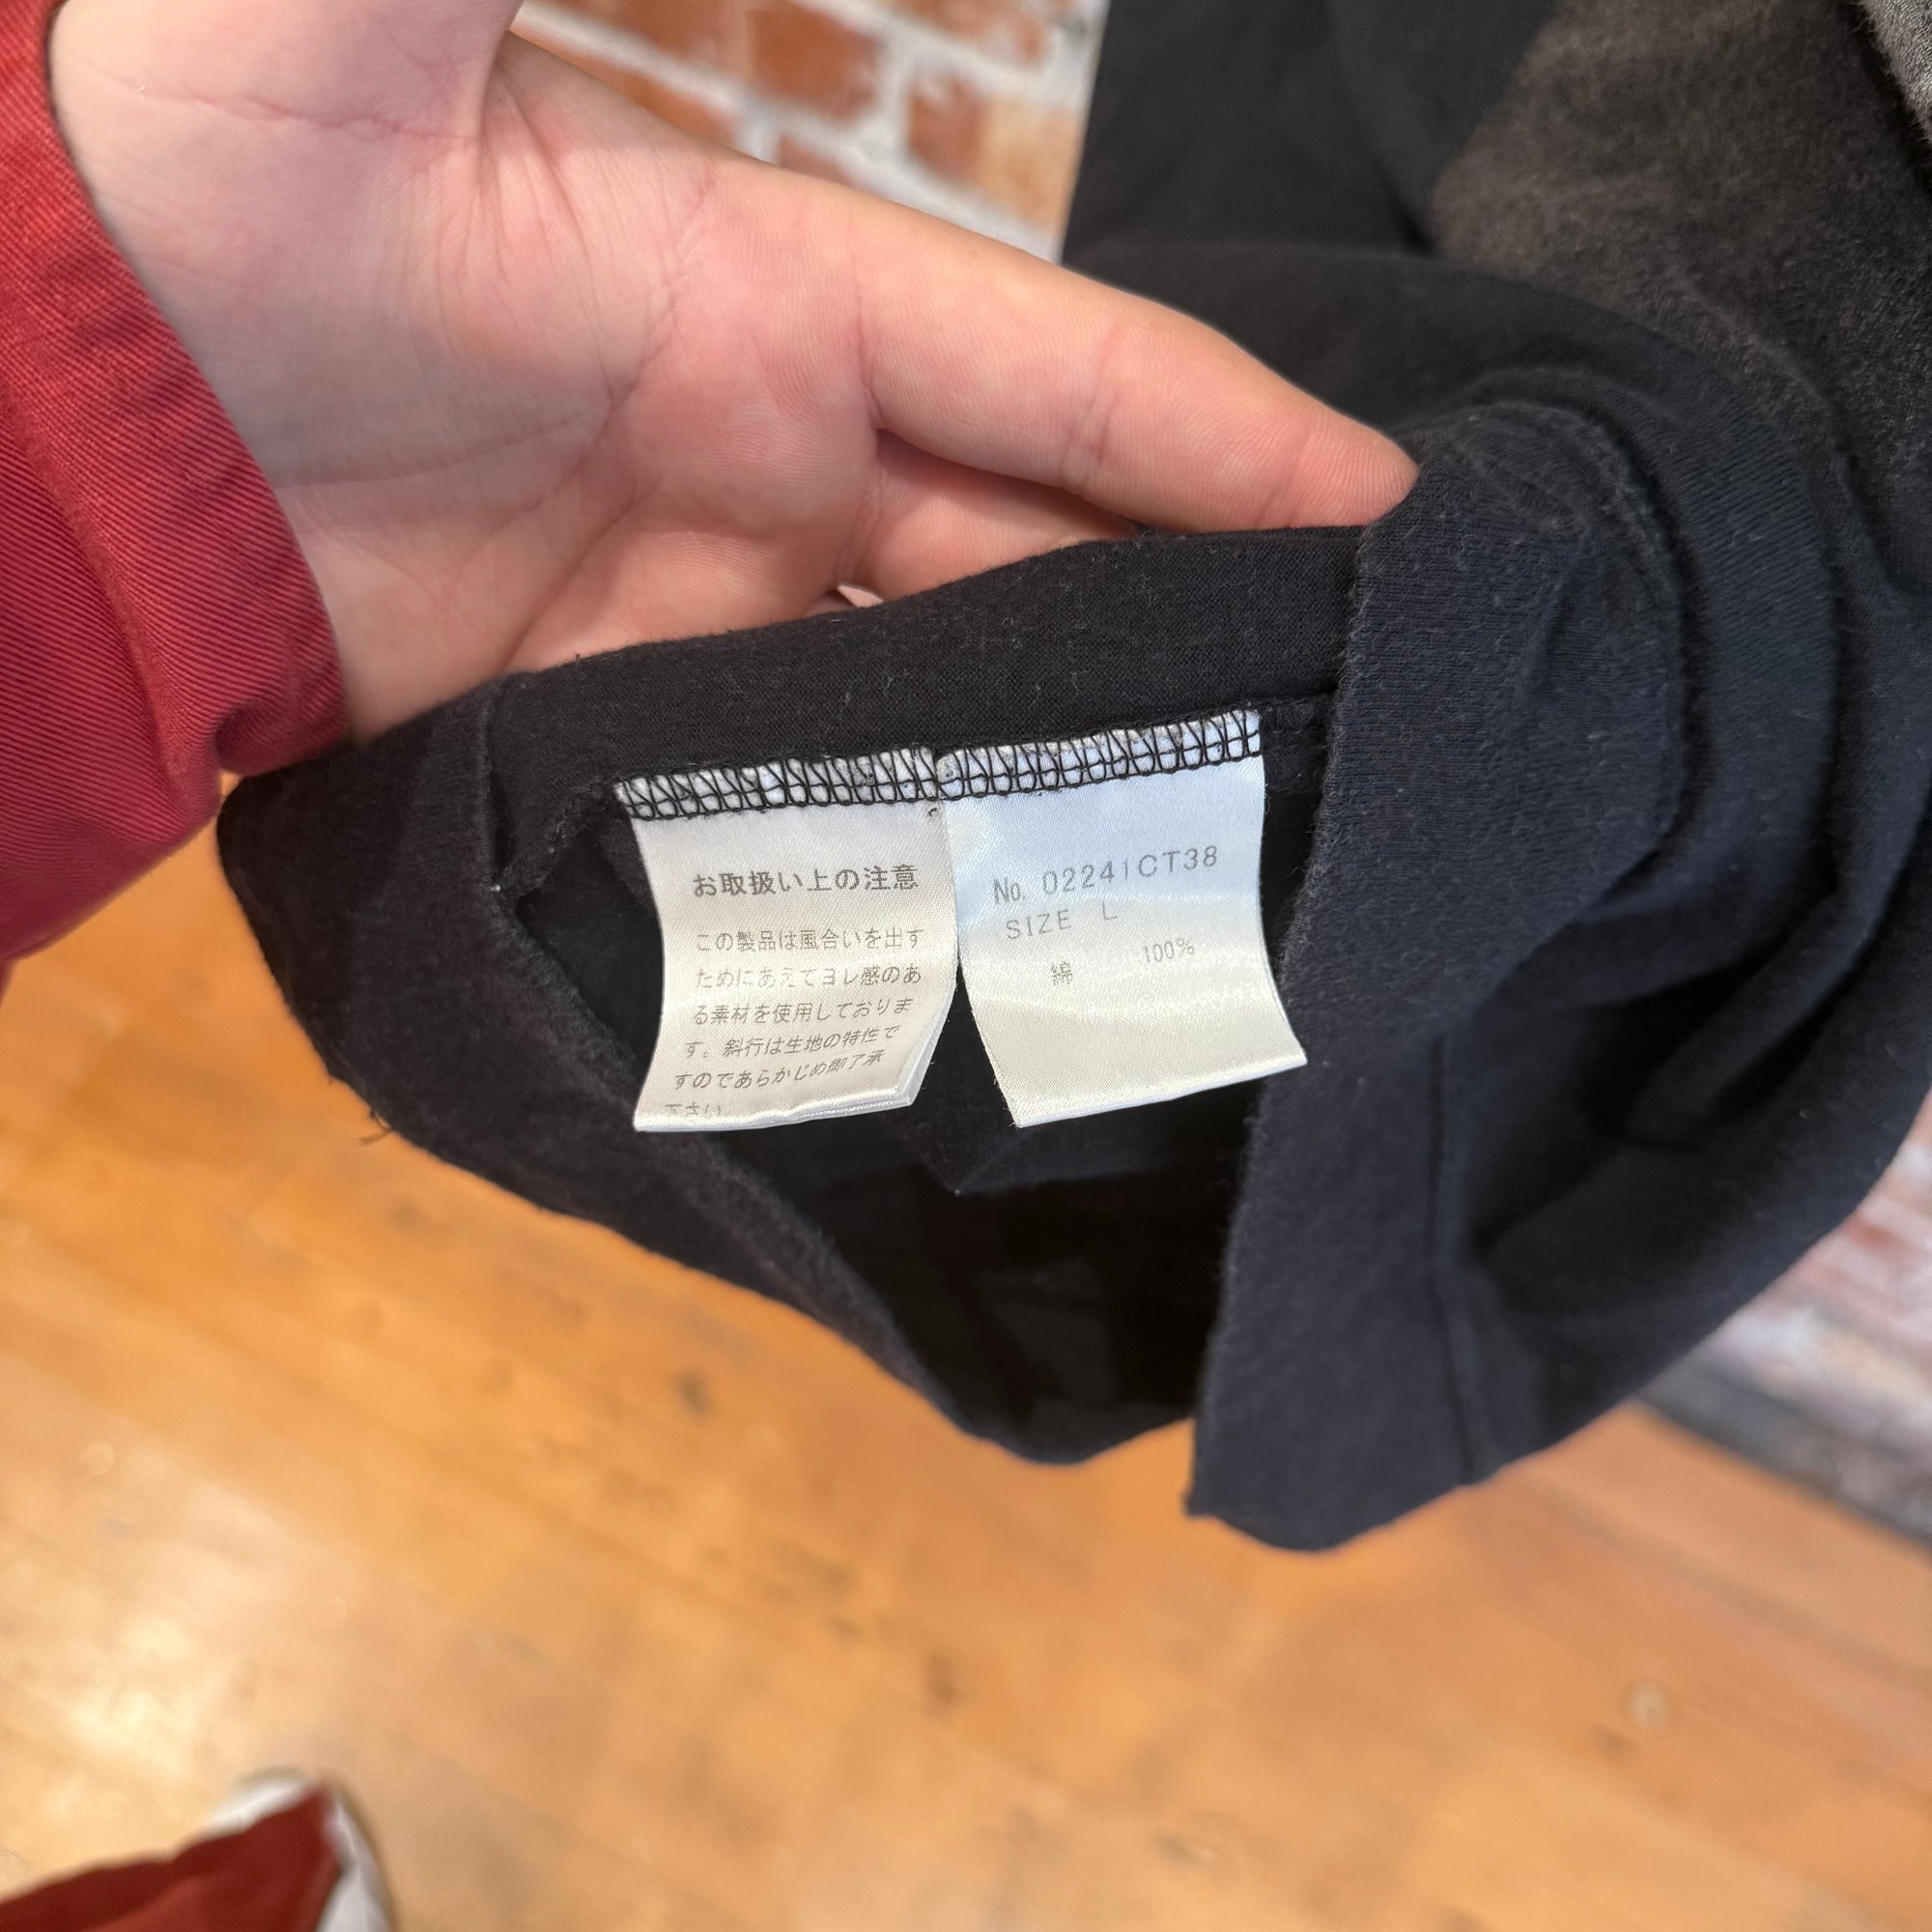 お取扱い上の注意
この製品は風合いを出す
ためにあえてヨレ感のあ
る素材を使用しておりま
す。斜行は生地の特性で
すのであらかじめ御了承
下さい。
No. 02241CT38
SIZE L
綿 100%